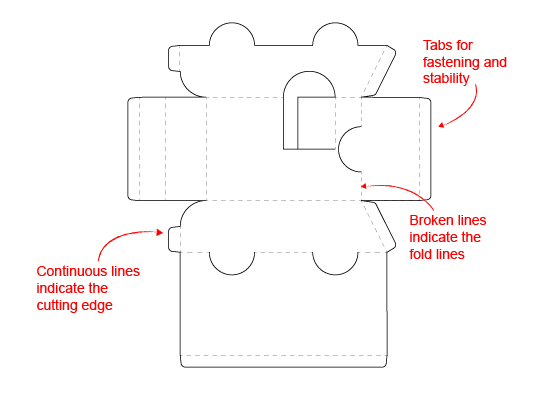 Tabs for
fastening and
stability
Broken lines
indicate the
fold lines
Continuous lines
indicate the
cutting edge